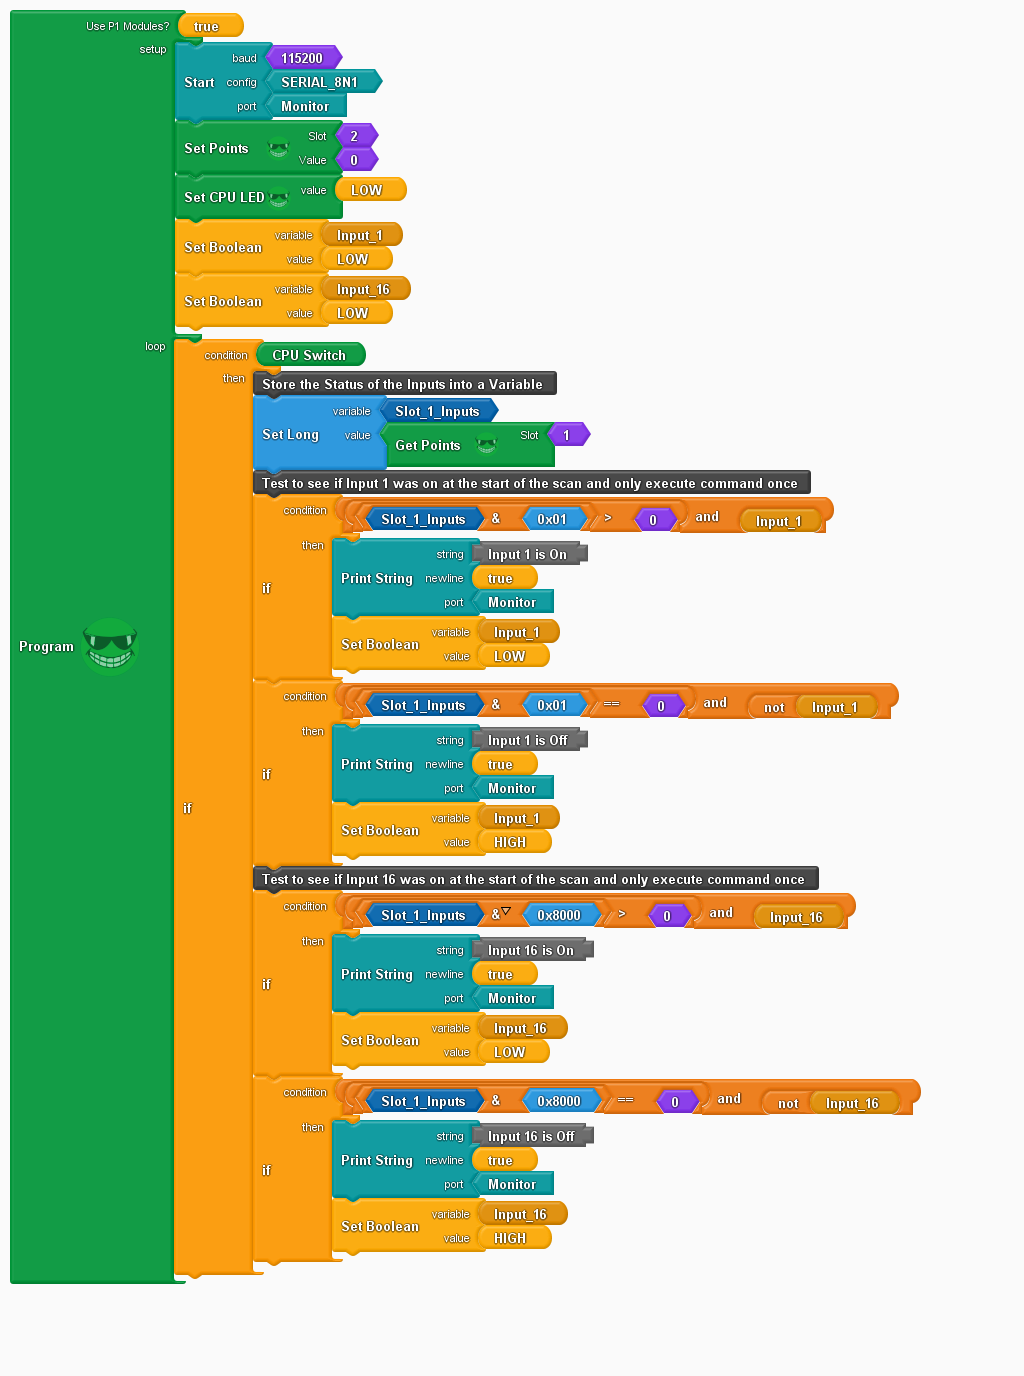 Use P1 Modules? true
setup
baud 115200
Start config SERIAL_8N1
port Monitor
Set Points Slot 2
Value 0
Set CPU LED value LOW
Set Boolean variable Input_1
value LOW
Set Boolean variable Input_16
value LOW
loop
condition CPU Switch
then
Store the Status of the Inputs into a Variable
Set Long variable Slot_1_Inputs
value Get Points Slot 1
Test to see if Input 1 was on at the start of the scan and only execute command once
condition Slot_1_Inputs & 0x01 > 0 and Input_1
then
string Input 1 is On
if Print String newline true
port Monitor
Set Boolean variable Input_1
value LOW
Program
condition Slot_1_Inputs & 0x01 == 0 and not Input_1
then
string Input 1 is Off
if Print String newline true
port Monitor
if
Set Boolean variable Input_1
value HIGH
Test to see if Input 16 was on at the start of the scan and only execute command once
condition Slot_1_Inputs & 0x8000 > 0 and Input_16
then
string Input 16 is On
if Print String newline true
port Monitor
Set Boolean variable Input_16
value LOW
condition Slot_1_Inputs & 0x8000 == 0 and not Input_16
then
string Input 16 is Off
if Print String newline true
port Monitor
Set Boolean variable Input_16
value HIGH